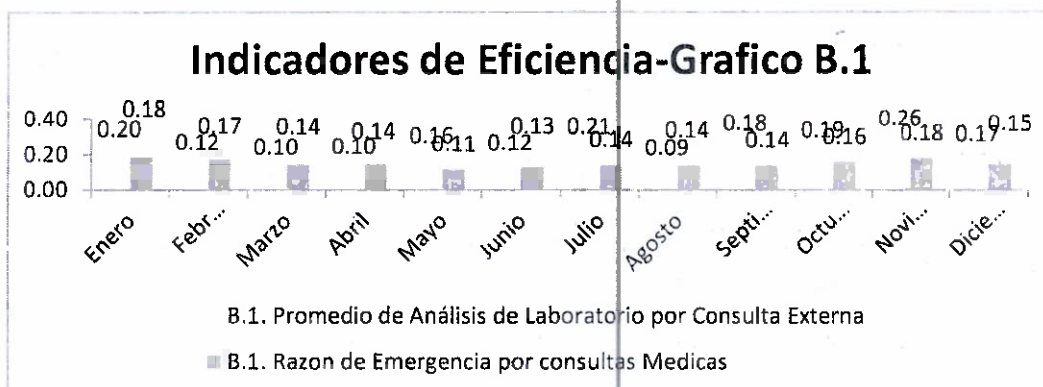 Indicadores de Eficiencia-Grafico B.1
0.40
0.20
0.00
0.20 0.18
0.12 0.17
0.10 0.14
0.10 0.14
0.16 0.11
0.12 0.13
0.21 0.14
0.09 0.14
0.18 0.14
0.19 0.16
0.26 0.18
0.17 0.15
Enero
Febr...
Marzo
Abril
Mayo
Junio
Julio
Agosto
Septi...
Octu...
Novi...
Dicie...
B.1. Promedio de Análisis de Laboratorio por Consulta Externa
B.1. Razon de Emergencia por consultas Medicas